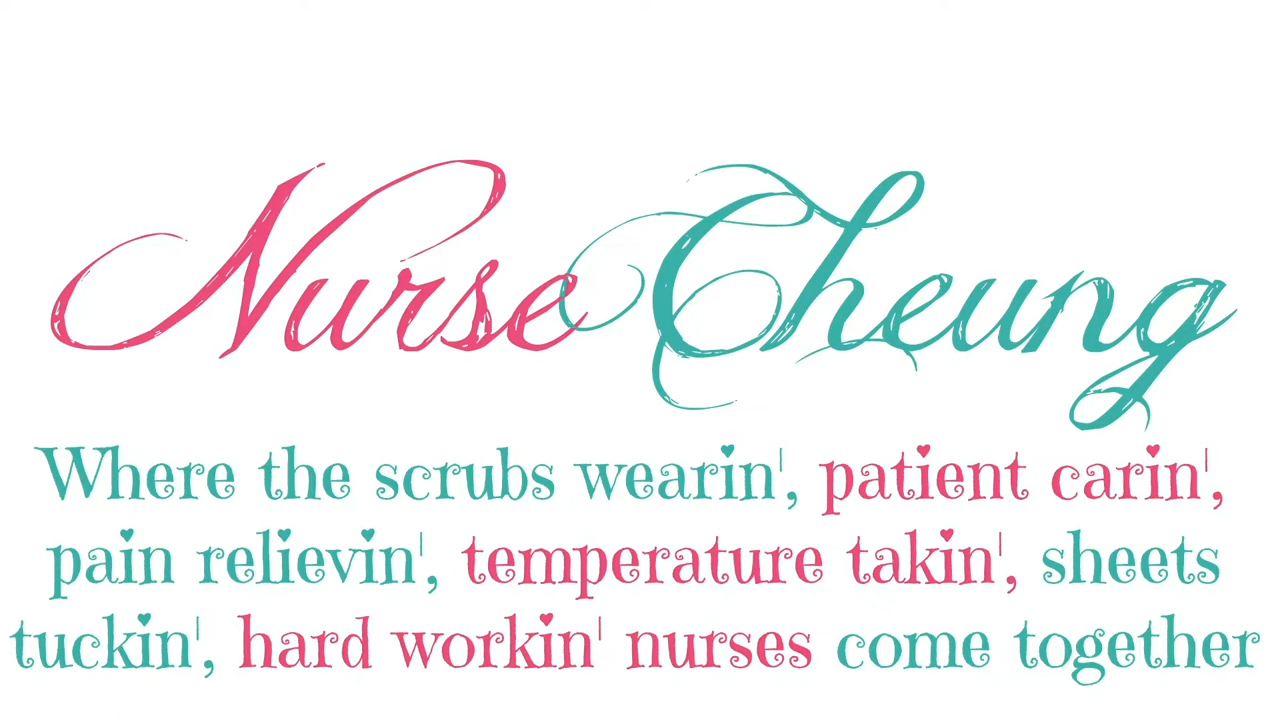 Nurse Cheung
Where the scrubs wearin', patient carin',
pain relievin', temperature takin', sheets
tuckin', hard workin' nurses come together